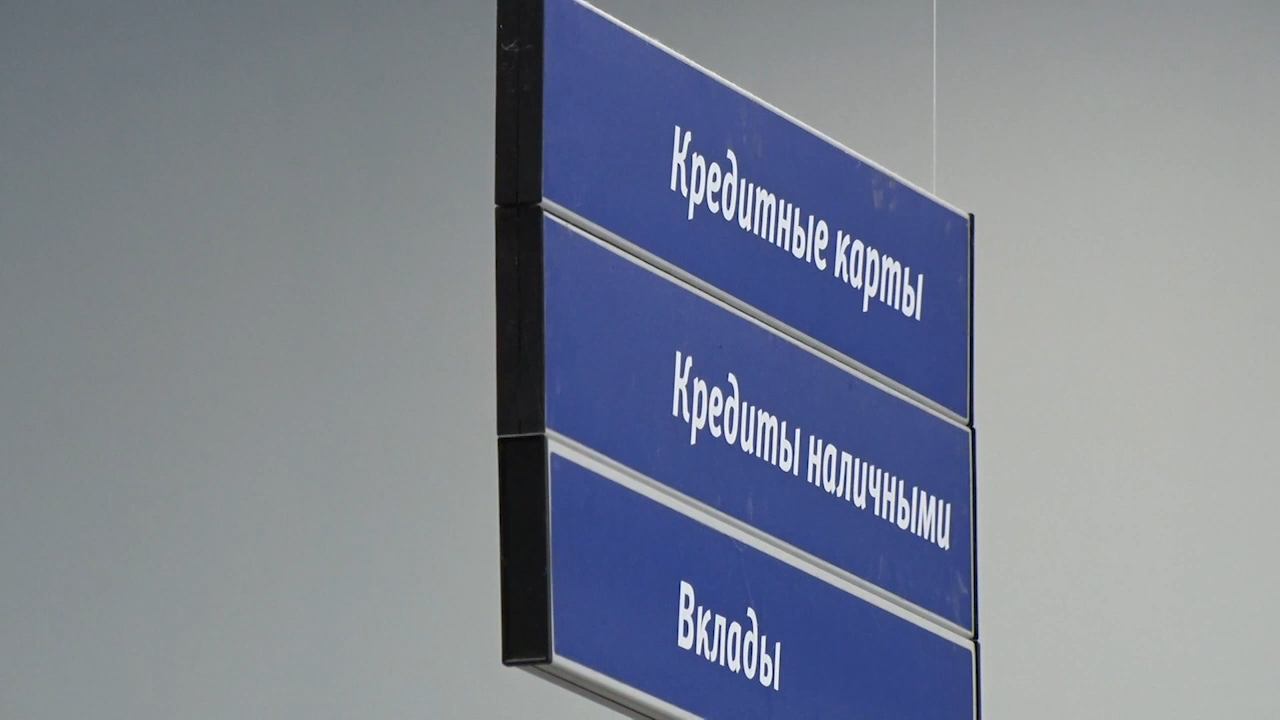 Кредитные карты
Кредиты наличными
Вклады